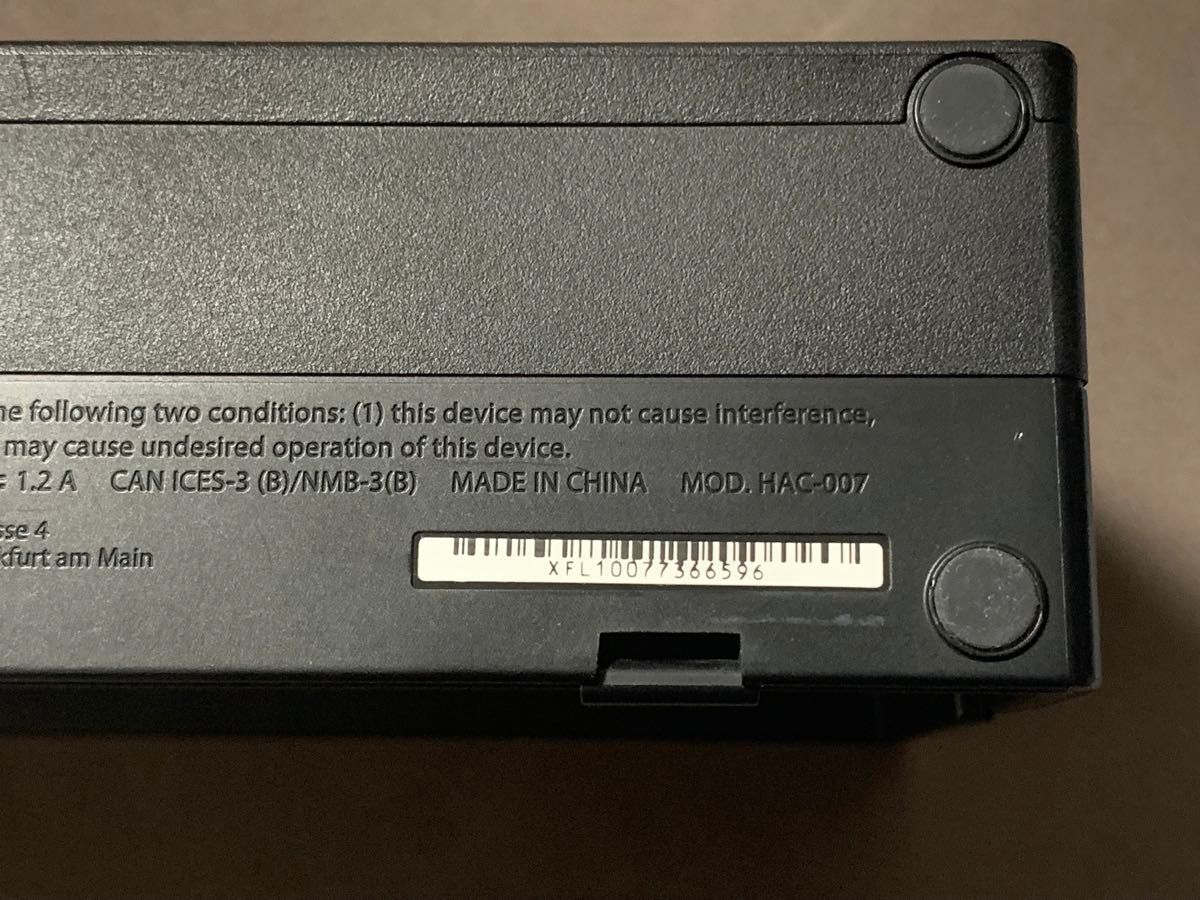 he following two conditions: (1) this device may not cause interference,
may cause undesired operation of this device.
= 1.2 A CAN ICES-3 (B)/NMB-3(B) MADE IN CHINA MOD. HAC-007
sse 4
kfurt am Main
XFL10077366596